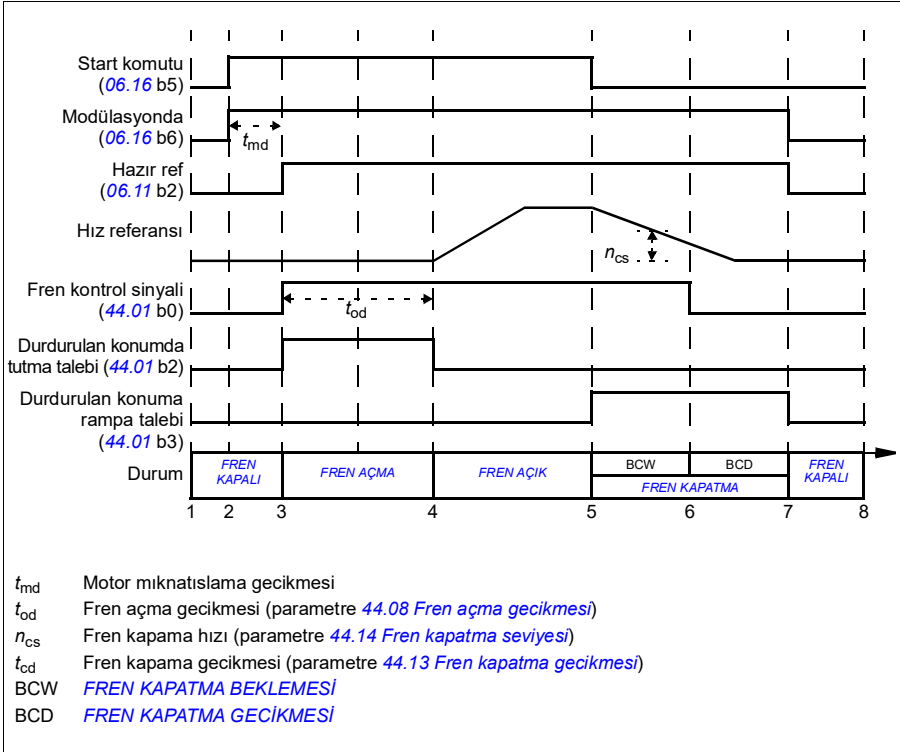 Start komutu
(06.16 b5)
Modülasyonda
(06.16 b6)
tmd
Hazır ref
(06.11 b2)
Hız referansı
ncs
Fren kontrol sinyali
(44.01 b0)
tod
Durdurulan konumda
tutma talebi (44.01 b2)
Durdurulan konuma
rampa talebi
(44.01 b3)
Durum
FREN
KAPALI
FREN AÇMA
FREN AÇIK
BCW
BCD
FREN KAPATMA
FREN
KAPALI
1 2 3 4 5 6 7 8
tmd Motor mıknatıslama gecikmesi
tod Fren açma gecikmesi (parametre 44.08 Fren açma gecikmesi)
ncs Fren kapama hızı (parametre 44.14 Fren kapatma seviyesi)
tcd Fren kapama gecikmesi (parametre 44.13 Fren kapatma gecikmesi)
BCW FREN KAPATMA BEKLEMESİ
BCD FREN KAPATMA GECİKMESİ